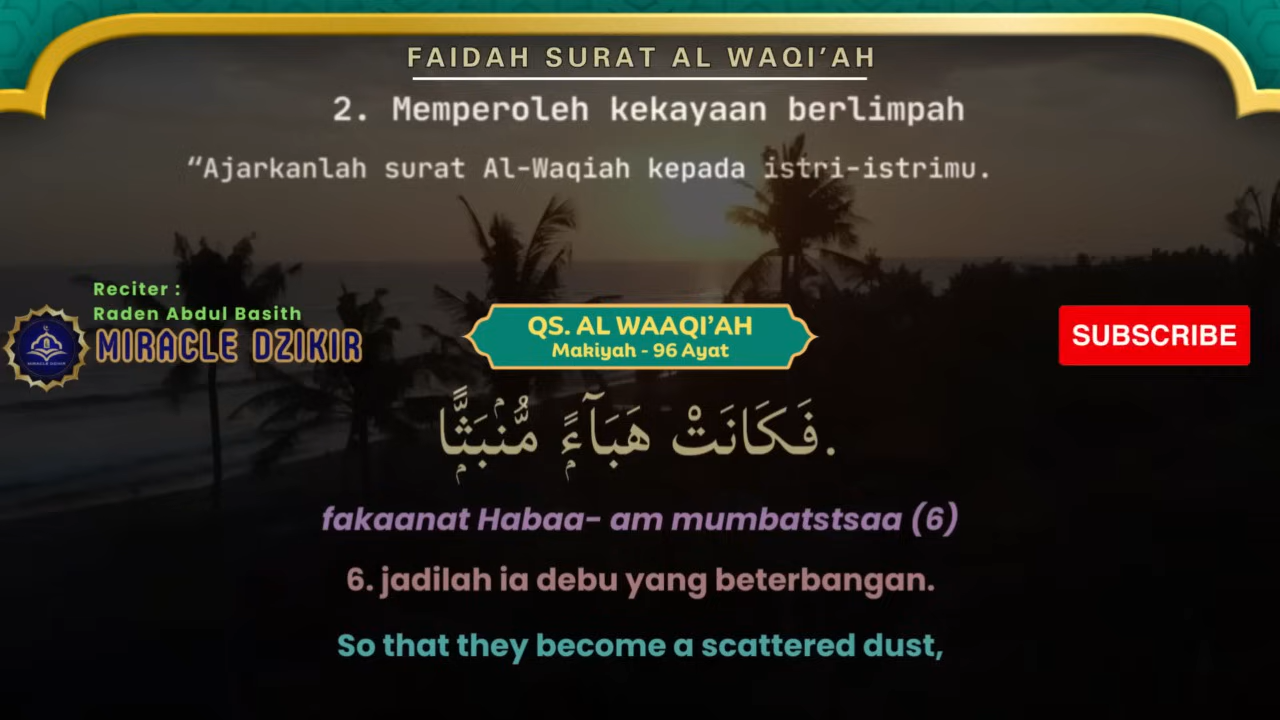 FAIDAH SURAT AL WAQI’AH
2. Memperoleh kekayaan berlimpah
“Ajarkanlah surat Al-Waqiah kepada istri-istrimu.
Reciter :
Raden Abdul Basith
MIRACLE DZIKIR
QS. AL WAAQI’AH
Makiyah - 96 Ayat
SUBSCRIBE
فَكَانَتْ هَبَآءًۭ مُّنۢبَثًّۭا.
fakaanat Habaa- am mumbatstsaa (6)
6. jadilah ia debu yang beterbangan.
So that they become a scattered dust,